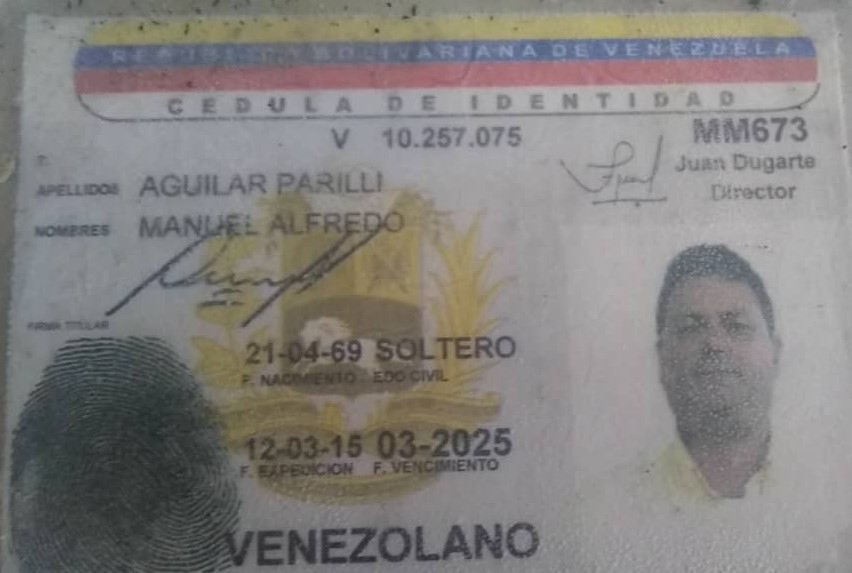 REPUBLICA BOLIVARIANA DE VENEZUELA
CEDULA DE IDENTIDAD
V 10.257.075
MM673
Juan Dugarte
Director
APELLIDOS AGUILAR PARILLI
NOMBRES MANUEL ALFREDO
FIRMA TITULAR
21-04-69 SOLTERO
F. NACIMIENTO EDO CIVIL
12-03-15 03-2025
F. EXPEDICION F. VENCIMIENTO
VENEZOLANO